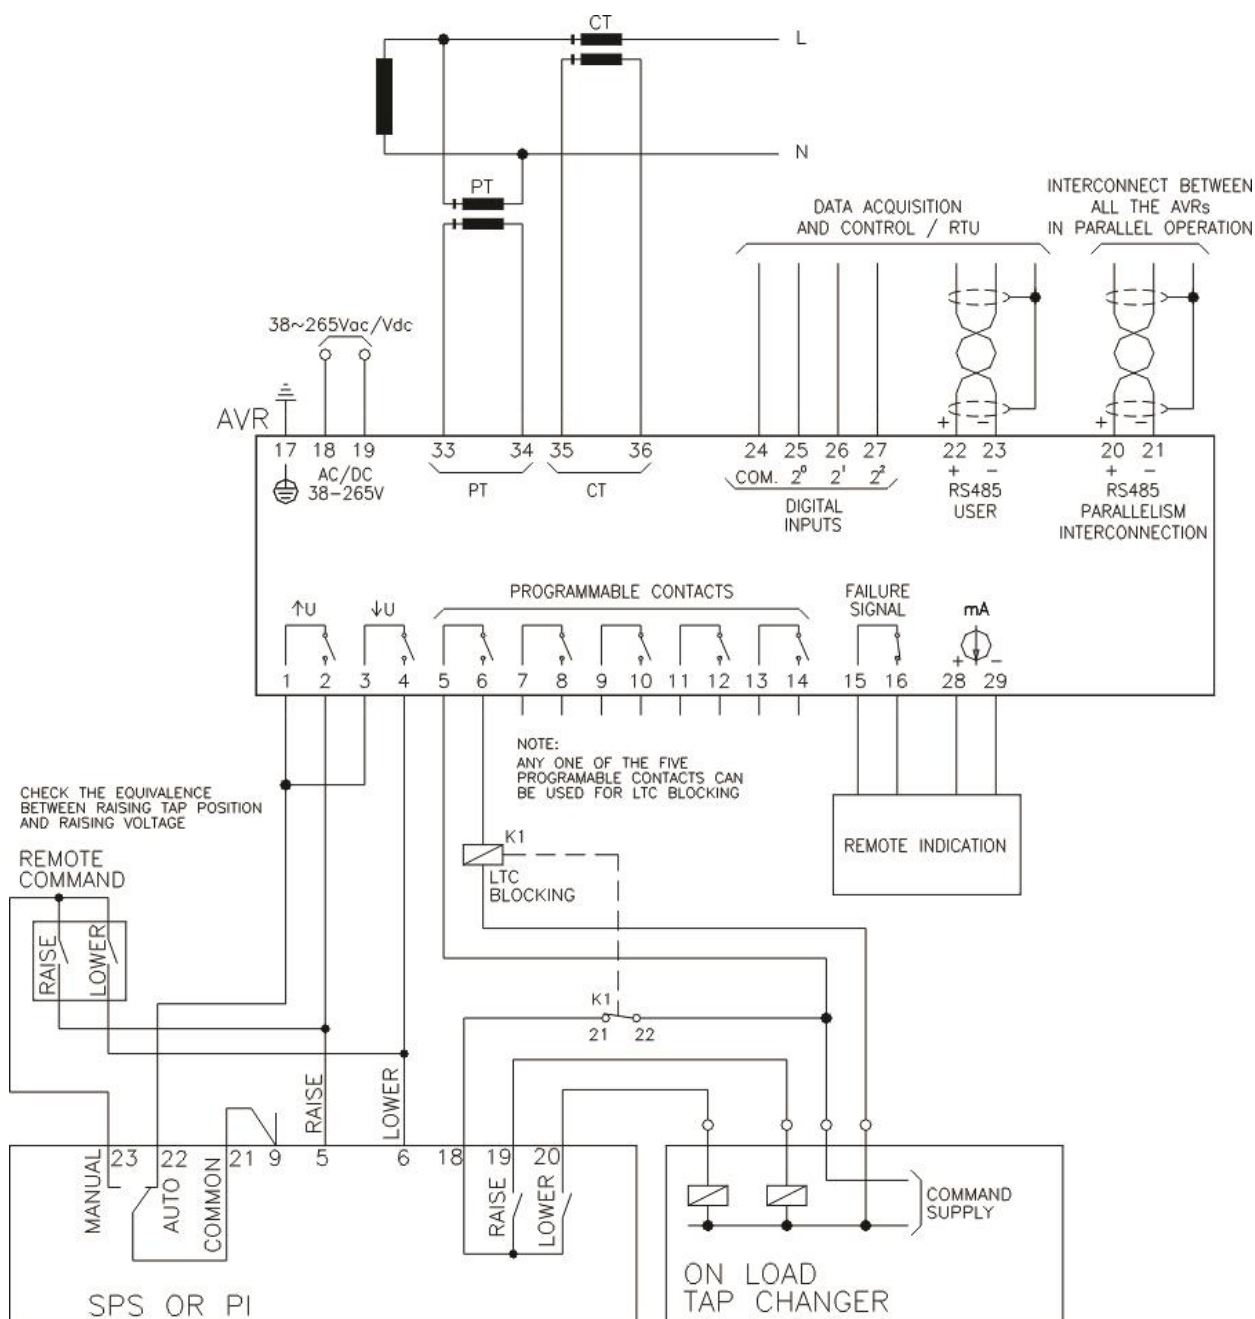 CT
L
N
PT
DATA ACQUISITION
AND CONTROL / RTU
INTERCONNECT BETWEEN
ALL THE AVRs
IN PARALLEL OPERATION
38~265Vac/Vdc
AVR
+ − + −
17 18 19 33 34 35 36 24 25 26 27 22 23 20 21
AC/DC
38-265V
PT
CT
COM. 2⁰ 2¹ 2²
DIGITAL
INPUTS
+ −
RS485
USER
+ −
RS485
PARALLELISM
INTERCONNECTION
↑U
↓U
PROGRAMMABLE CONTACTS
FAILURE
SIGNAL
mA
+ −
1 2 3 4 5 6 7 8 9 10 11 12 13 14 15 16 28 29
NOTE:
ANY ONE OF THE FIVE
PROGRAMABLE CONTACTS CAN
BE USED FOR LTC BLOCKING
CHECK THE EQUIVALENCE
BETWEEN RAISING TAP POSITION
AND RAISING VOLTAGE
REMOTE
COMMAND
RAISE
LOWER
K1
LTC
BLOCKING
REMOTE INDICATION
K1
21 22
RAISE
LOWER
23 22 21 9 5 6 18 19 20
MANUAL
AUTO
COMMON
RAISE
LOWER
COMMAND
SUPPLY
SPS OR PI
ON LOAD
TAP CHANGER